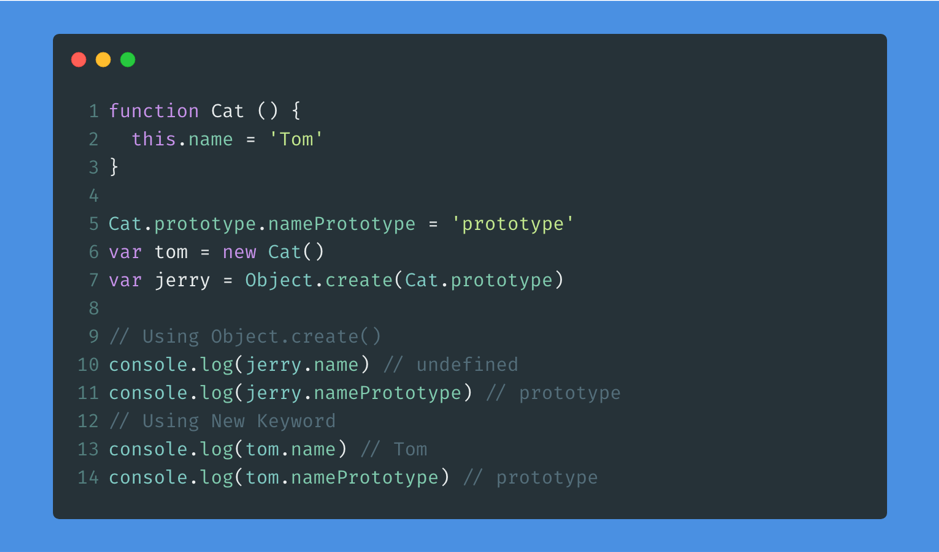 1 function Cat () {
2   this.name = 'Tom'
3 }
4
5 Cat.prototype.namePrototype = 'prototype'
6 var tom = new Cat()
7 var jerry = Object.create(Cat.prototype)
8
9 // Using Object.create()
10 console.log(jerry.name) // undefined
11 console.log(jerry.namePrototype) // prototype
12 // Using New Keyword
13 console.log(tom.name) // Tom
14 console.log(tom.namePrototype) // prototype